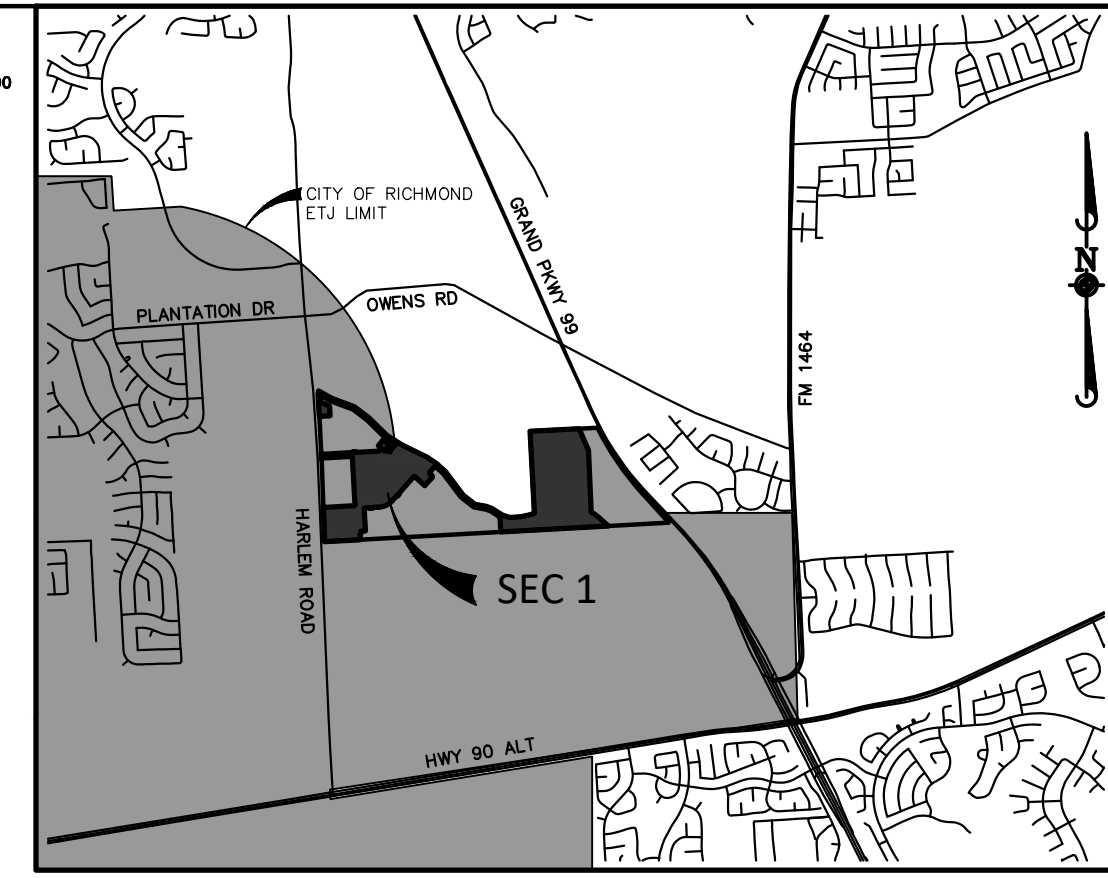 00
CITY OF RICHMOND
ETJ LIMIT
GRAND PKWY 99
N
PLANTATION DR
OWENS RD
FM 1464
HARLEM ROAD
SEC 1
HWY 90 ALT